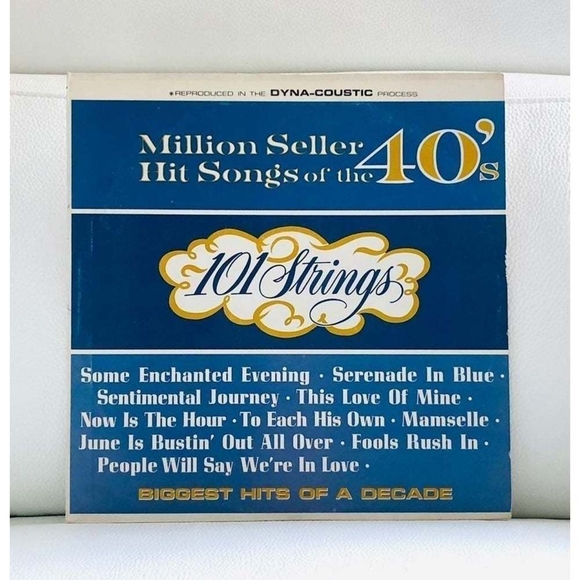 *REPRODUCED IN THE DYNA-COUSTIC PROCESS
Million Seller
Hit Songs of the 40's
101 Strings
Some Enchanted Evening · Serenade In Blue ·
Sentimental Journey · This Love Of Mine ·
Now Is The Hour · To Each His Own · Mamselle ·
June Is Bustin' Out All Over · Fools Rush In ·
People Will Say We're In Love ·
BIGGEST HITS OF A DECADE